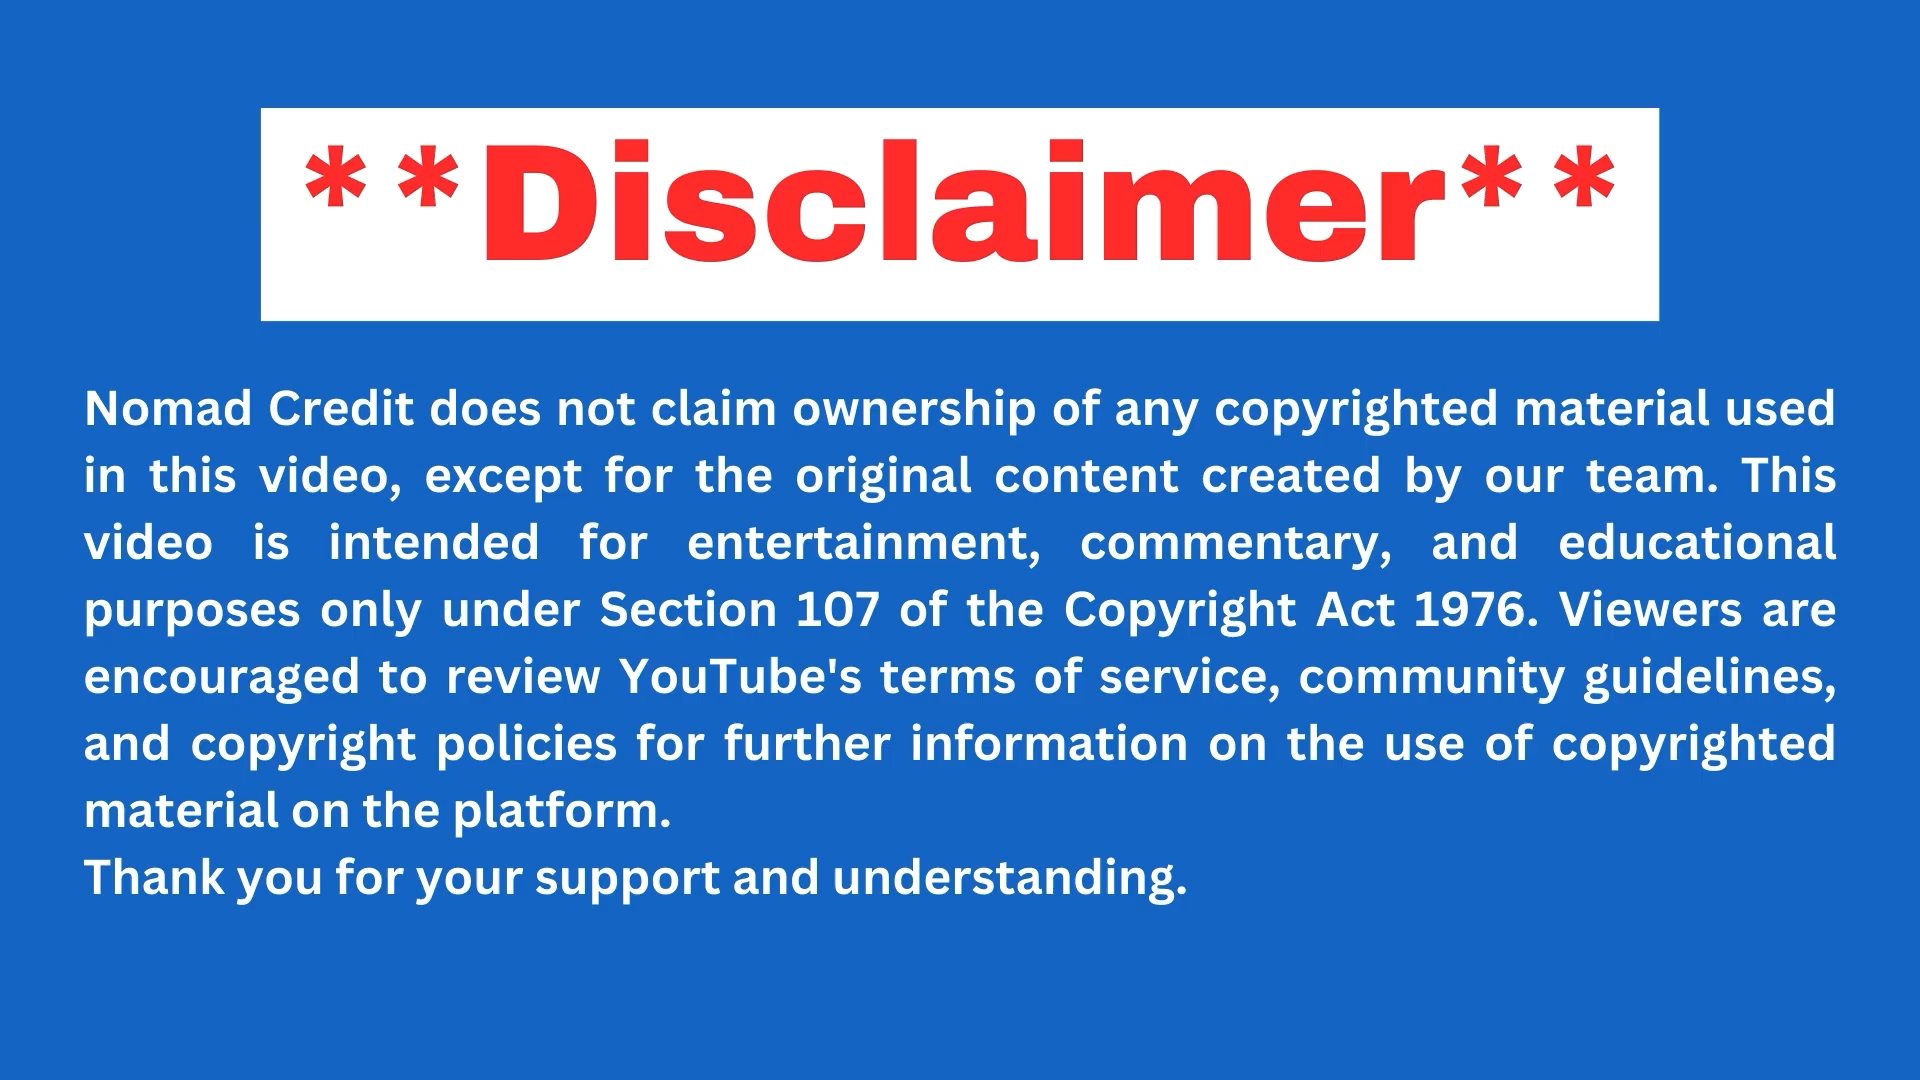 **Disclaimer**
Nomad Credit does not claim ownership of any copyrighted material used
in this video, except for the original content created by our team. This
video is intended for entertainment, commentary, and educational
purposes only under Section 107 of the Copyright Act 1976. Viewers are
encouraged to review YouTube's terms of service, community guidelines,
and copyright policies for further information on the use of copyrighted
material on the platform.
Thank you for your support and understanding.